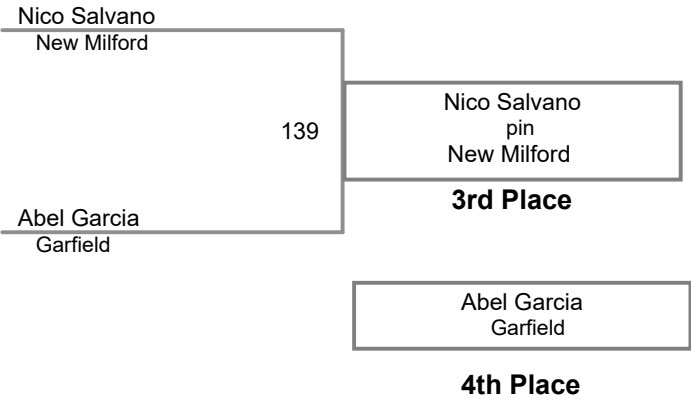 Nico Salvano
New Milford
139
Nico Salvano
pin
New Milford
3rd Place
Abel Garcia
Garfield
Abel Garcia
Garfield
4th Place